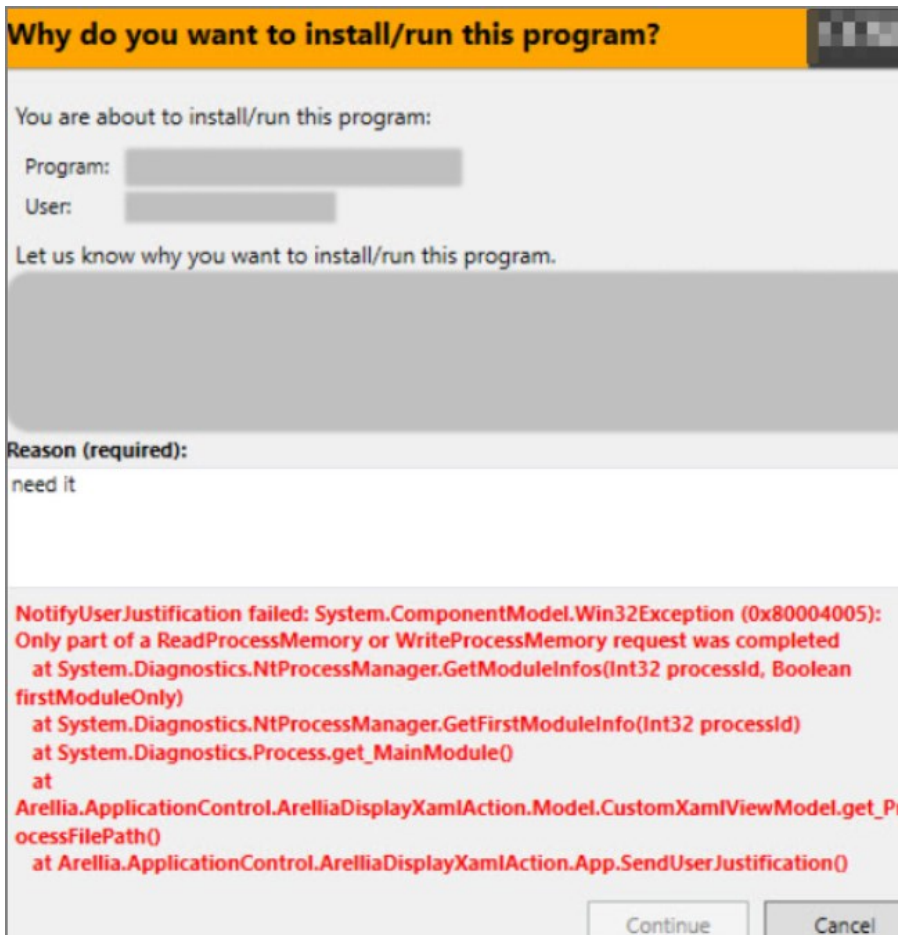 Why do you want to install/run this program?
You are about to install/run this program:
Program:
User:
Let us know why you want to install/run this program.
Reason (required):
need it
NotifyUserJustification failed: System.ComponentModel.Win32Exception (0x80004005):
Only part of a ReadProcessMemory or WriteProcessMemory request was completed
at System.Diagnostics.NtProcessManager.GetModuleInfos(Int32 processId, Boolean
firstModuleOnly)
at System.Diagnostics.NtProcessManager.GetFirstModuleInfo(Int32 processId)
at System.Diagnostics.Process.get_MainModule()
at
Arellia.ApplicationControl.ArelliaDisplayXamlAction.Model.CustomXamlViewModel.get_Pr
ocessFilePath()
at Arellia.ApplicationControl.ArelliaDisplayXamlAction.App.SendUserJustification()
Continue
Cancel